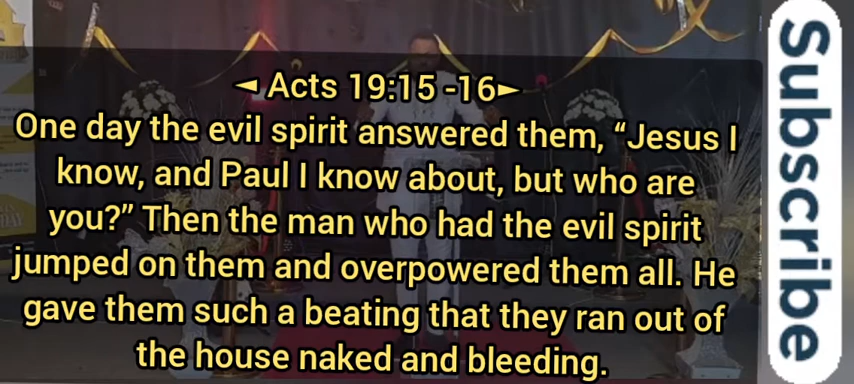 ◄ Acts 19:15 -16►
One day the evil spirit answered them, “Jesus I
know, and Paul I know about, but who are
you?” Then the man who had the evil spirit
jumped on them and overpowered them all. He
gave them such a beating that they ran out of
the house naked and bleeding.
Subscribe